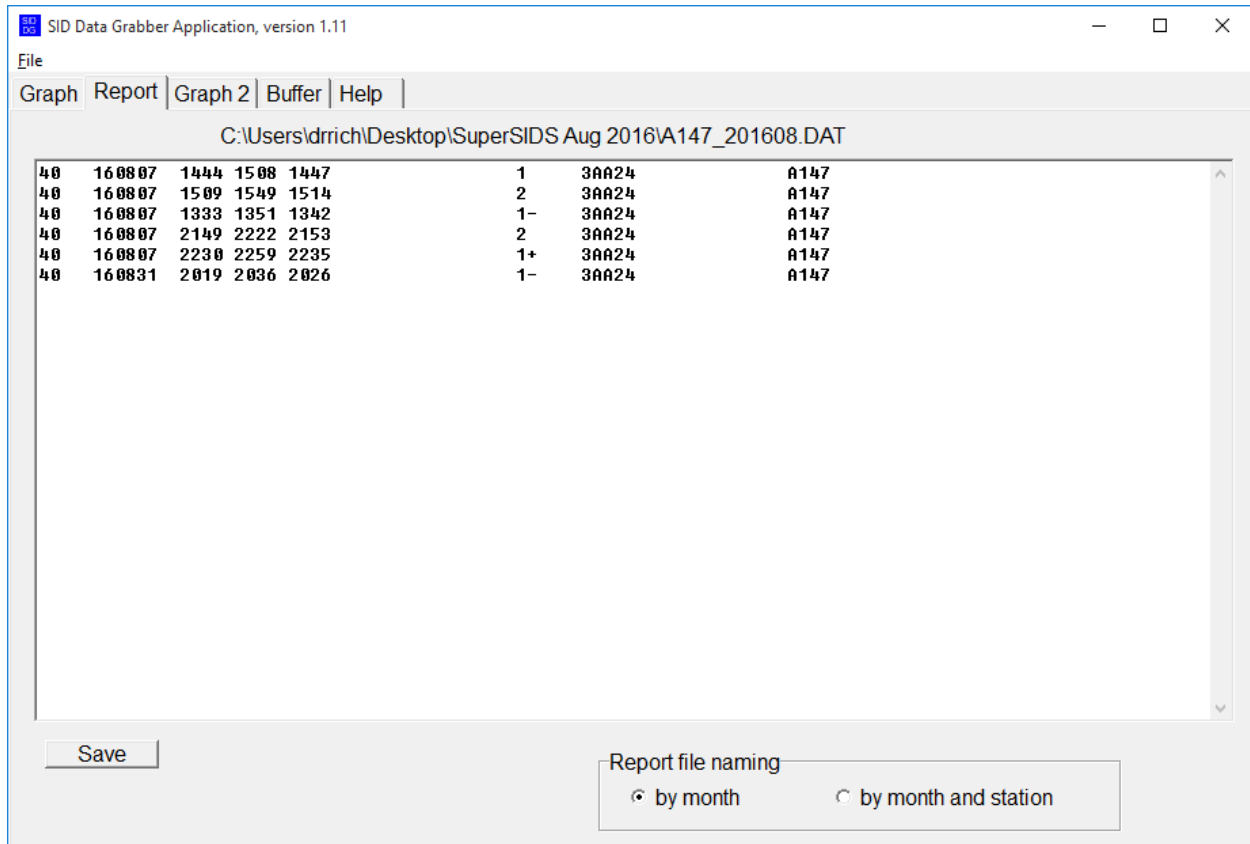 SID DG SID Data Grabber Application, version 1.11
File
Graph Report Graph 2 Buffer Help
C:\Users\drrich\Desktop\SuperSIDS Aug 2016\A147_201608.DAT
40 160807 1444 1508 1447 1 3AA24 A147
40 160807 1509 1549 1514 2 3AA24 A147
40 160807 1333 1351 1342 1- 3AA24 A147
40 160807 2149 2222 2153 2 3AA24 A147
40 160807 2230 2259 2235 1+ 3AA24 A147
40 160831 2019 2036 2026 1- 3AA24 A147
Save
Report file naming
by month by month and station